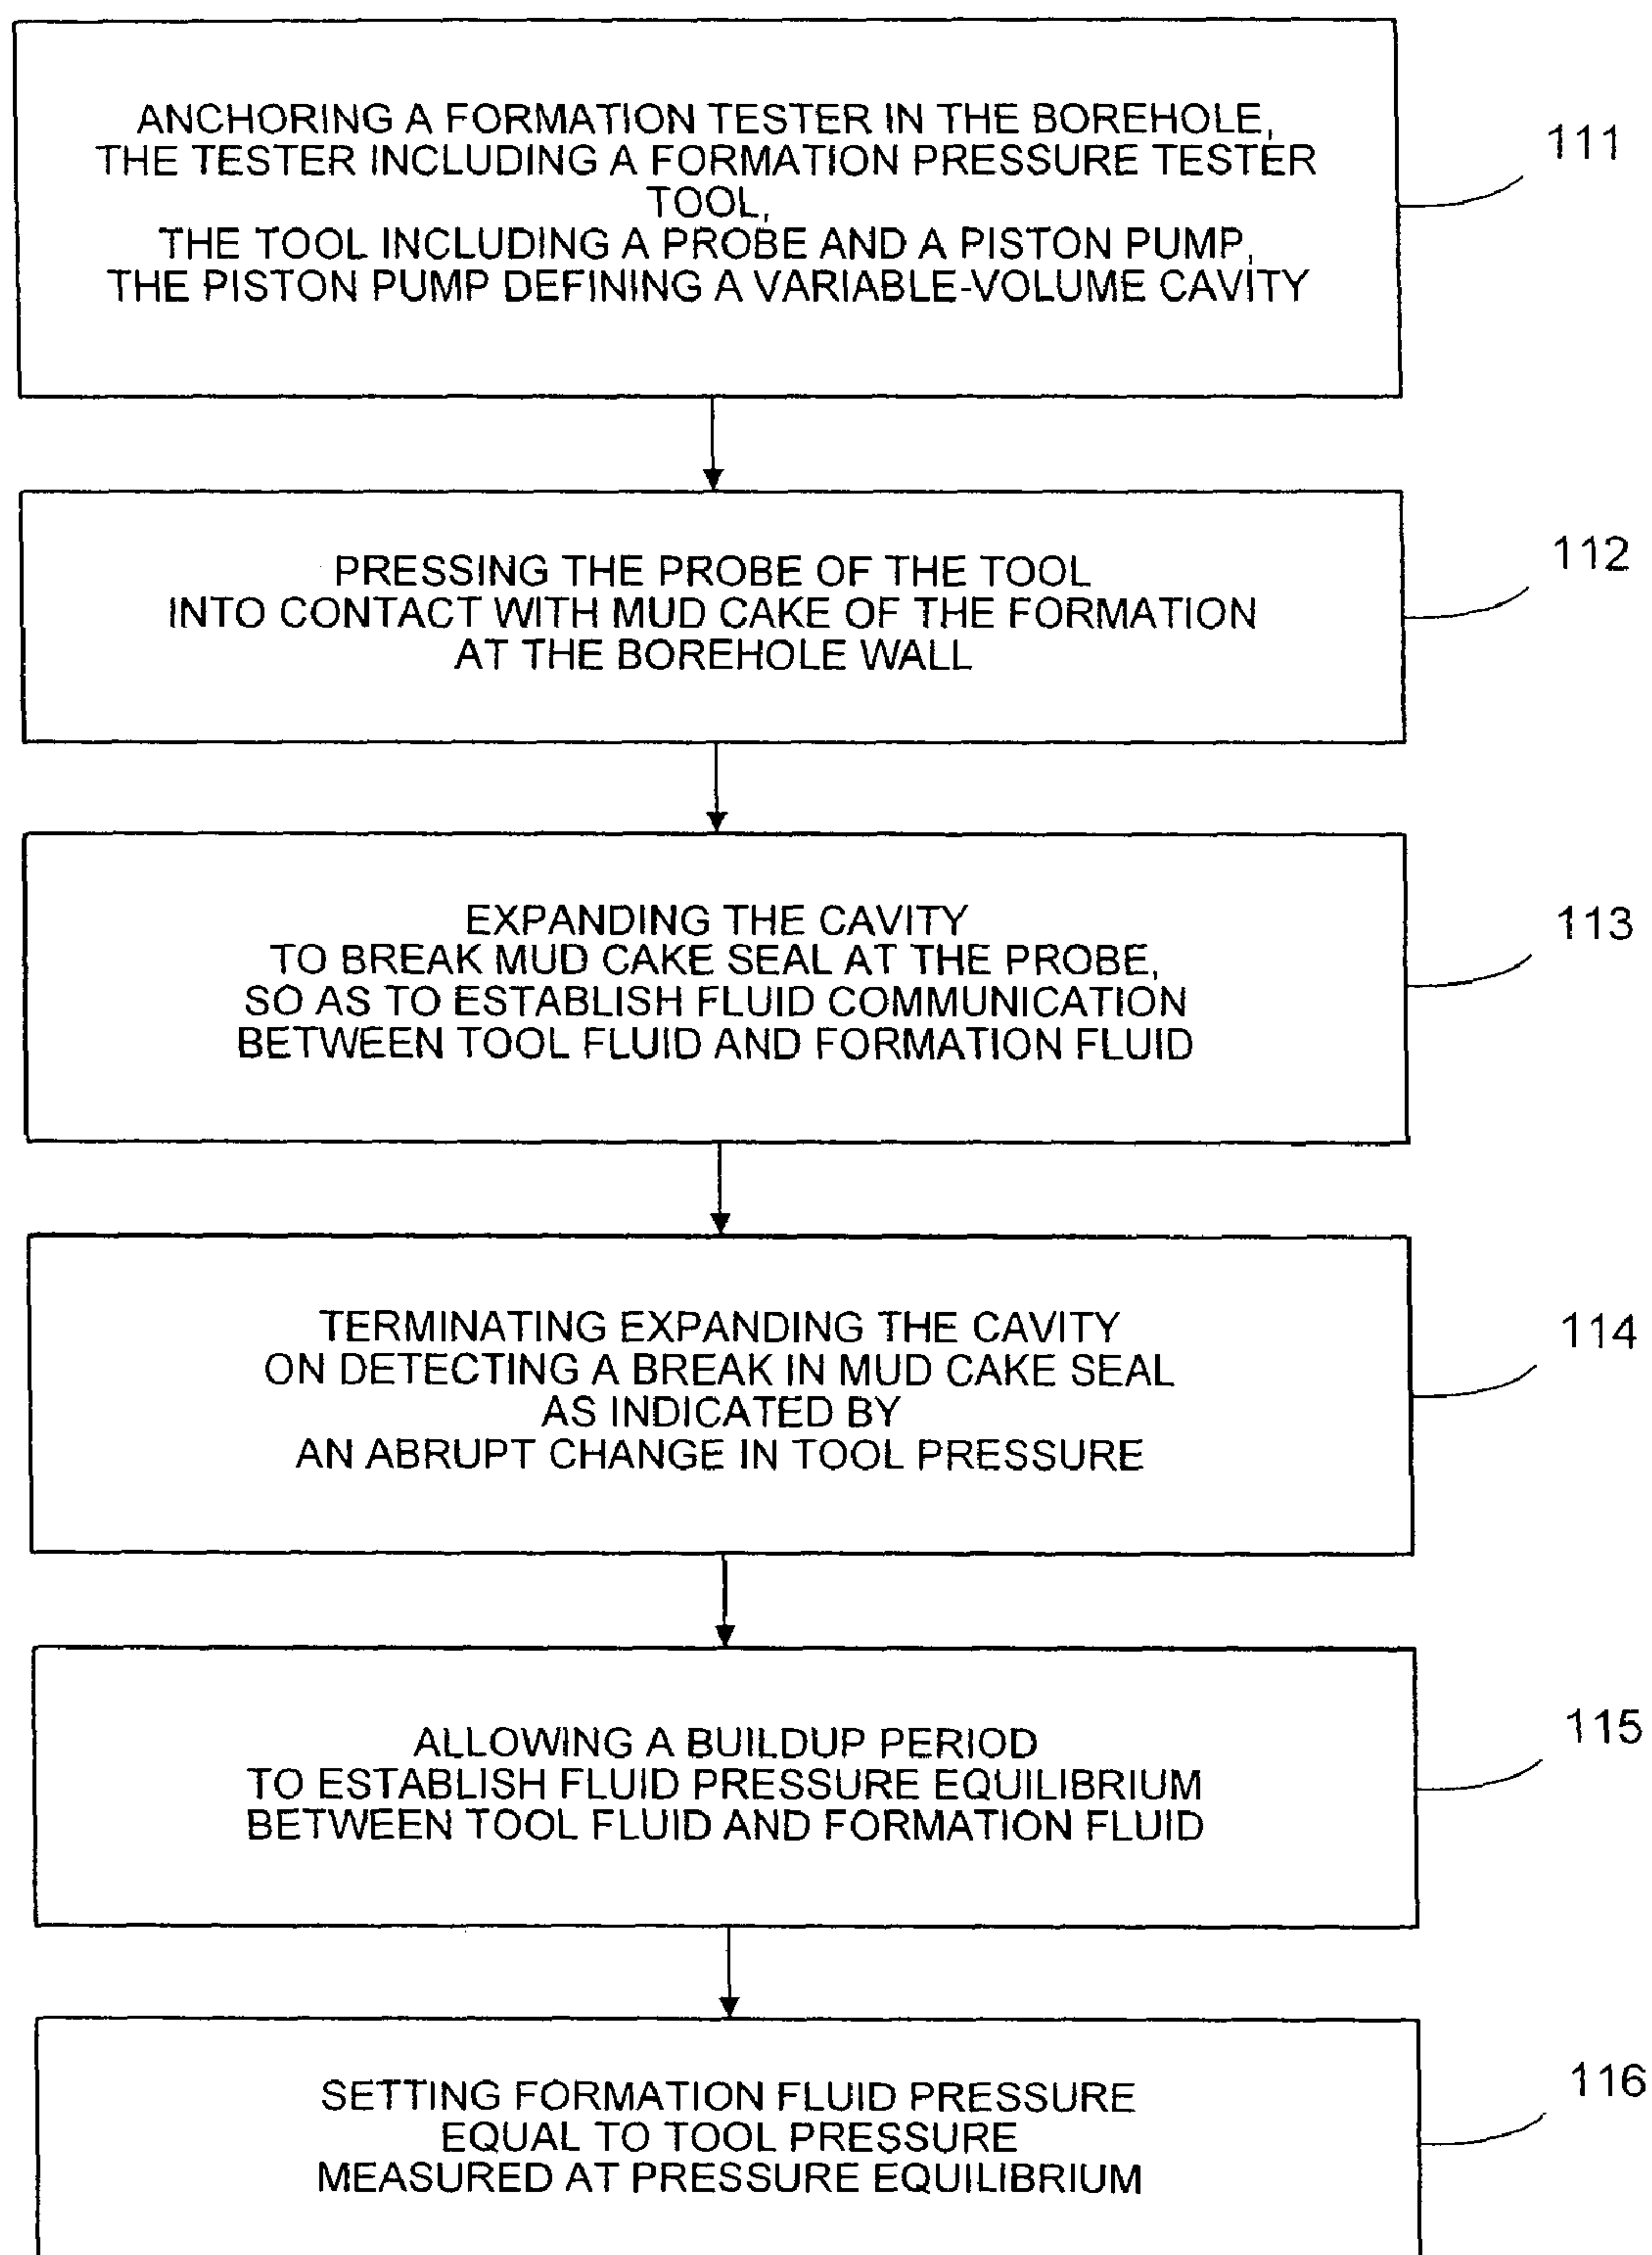 ANCHORING A FORMATION TESTER IN THE BOREHOLE,
THE TESTER INCLUDING A FORMATION PRESSURE TESTER
TOOL,
THE TOOL INCLUDING A PROBE AND A PISTON PUMP,
THE PISTON PUMP DEFINING A VARIABLE-VOLUME CAVITY
111
PRESSING THE PROBE OF THE TOOL
INTO CONTACT WITH MUD CAKE OF THE FORMATION
AT THE BOREHOLE WALL
112
EXPANDING THE CAVITY
TO BREAK MUD CAKE SEAL AT THE PROBE,
SO AS TO ESTABLISH FLUID COMMUNICATION
BETWEEN TOOL FLUID AND FORMATION FLUID
113
TERMINATING EXPANDING THE CAVITY
ON DETECTING A BREAK IN MUD CAKE SEAL
AS INDICATED BY
AN ABRUPT CHANGE IN TOOL PRESSURE
114
ALLOWING A BUILDUP PERIOD
TO ESTABLISH FLUID PRESSURE EQUILIBRIUM
BETWEEN TOOL FLUID AND FORMATION FLUID
115
SETTING FORMATION FLUID PRESSURE
EQUAL TO TOOL PRESSURE
MEASURED AT PRESSURE EQUILIBRIUM
116